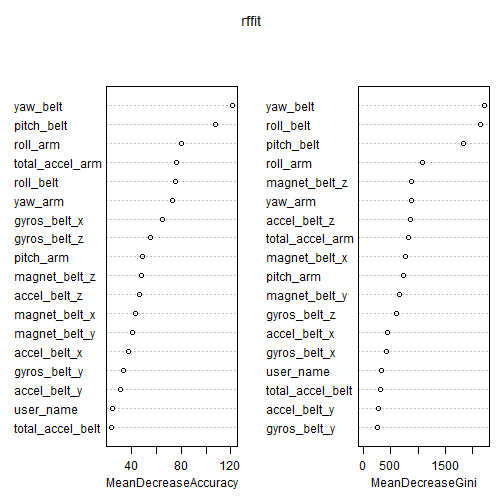 rffit
yaw_belt
pitch_belt
roll_arm
total_accel_arm
roll_belt
yaw_arm
gyros_belt_x
gyros_belt_z
pitch_arm
magnet_belt_z
accel_belt_z
magnet_belt_x
magnet_belt_y
accel_belt_x
gyros_belt_y
accel_belt_y
user_name
total_accel_belt
40 80 120
MeanDecreaseAccuracy
yaw_belt
roll_belt
pitch_belt
roll_arm
magnet_belt_z
yaw_arm
accel_belt_z
total_accel_arm
magnet_belt_x
pitch_arm
magnet_belt_y
gyros_belt_z
accel_belt_x
gyros_belt_x
user_name
total_accel_belt
accel_belt_y
gyros_belt_y
0 500 1500
MeanDecreaseGini